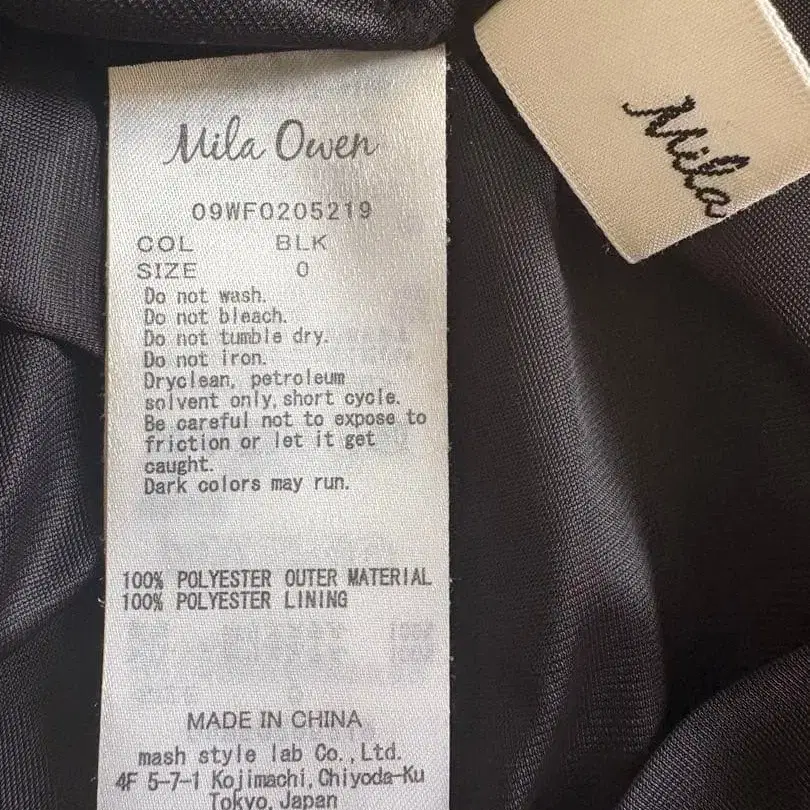 Mila Owen
09WF0205219
COL BLK
SIZE 0
Do not wash.
Do not bleach.
Do not tumble dry.
Do not iron.
Dryclean, petroleum
solvent only, short cycle.
Be careful not to expose to
friction or let it get
caught.
Dark colors may run.
100% POLYESTER OUTER MATERIAL
100% POLYESTER LINING
MADE IN CHINA
mash style lab Co., Ltd.
4F 5-7-1 Kojimachi, Chiyoda-Ku
Tokyo, Japan
Mila